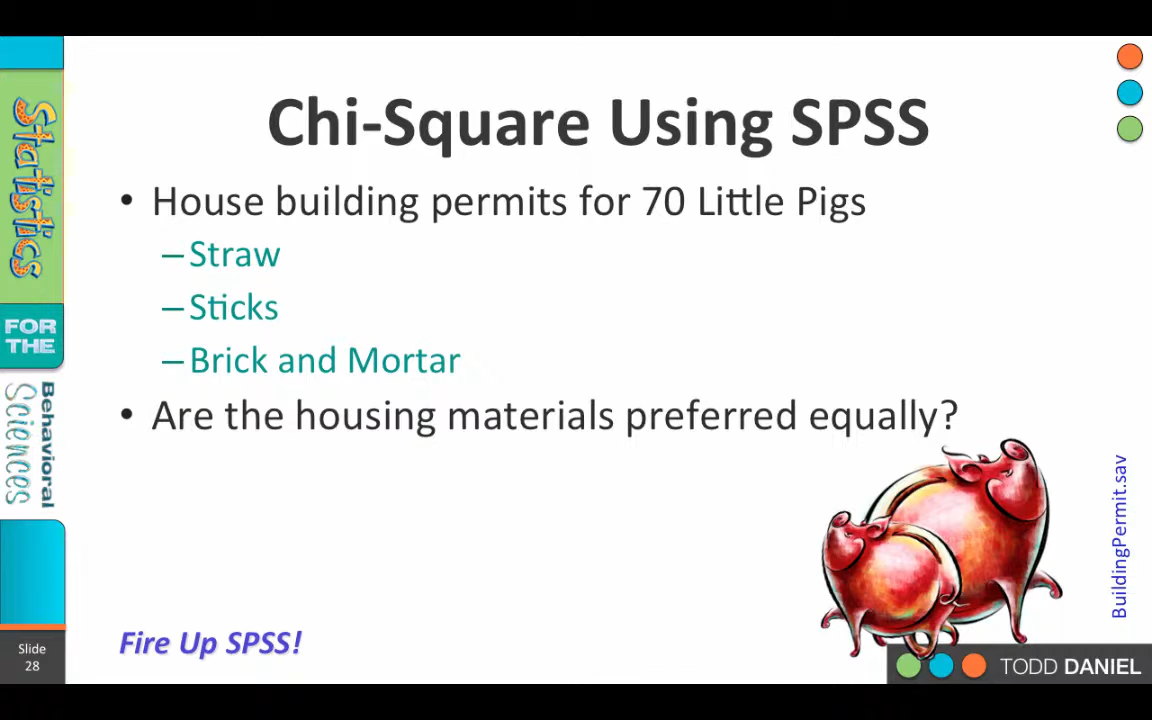 Statistics
FOR
THE
Behavioral
Sciences
Chi-Square Using SPSS
• House building permits for 70 Little Pigs
–Straw
–Sticks
–Brick and Mortar
• Are the housing materials preferred equally?
BuildingPermit.sav
Fire Up SPSS!
Slide
28
TODD DANIEL